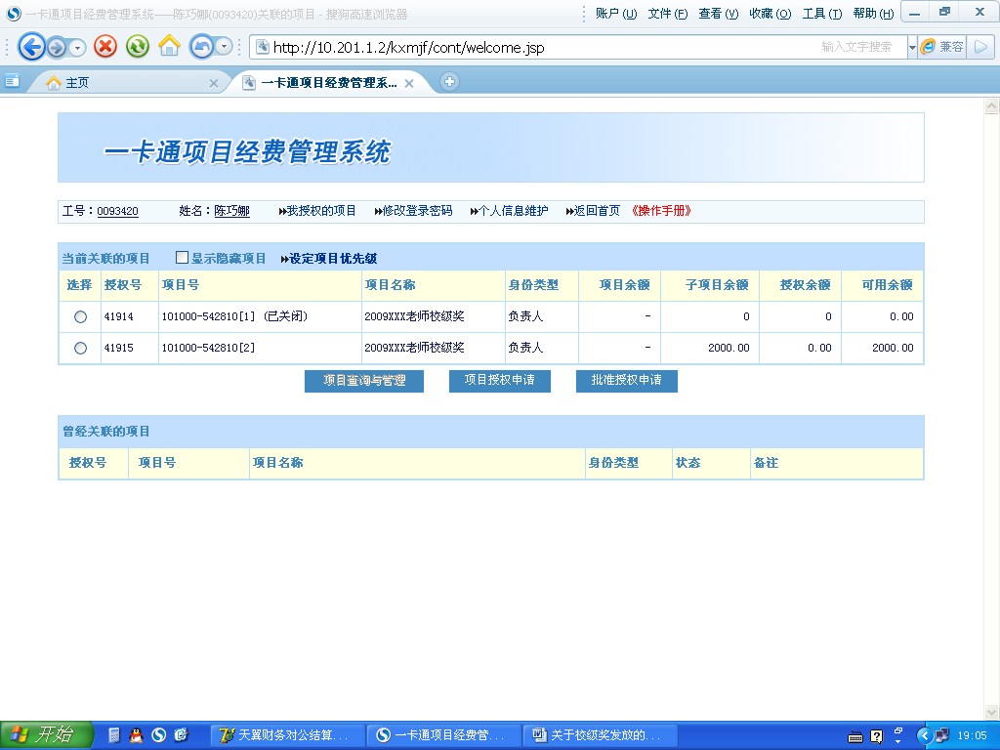 一卡通项目经费管理系统——陈巧娜(0093420)关联的项目 - 搜狗高速浏览器 账户(U) 文件(F) 查看(V) 收藏(O) 工具(T) 帮助(H)
http://10.201.1.2/kxmjf/cont/welcome.jsp 输入文字搜索 兼容
主页 一卡通项目经费管理系...
一卡通项目经费管理系统
工号：0093420 姓名：陈巧娜 我授权的项目 修改登录密码 个人信息维护 返回首页 《操作手册》
当前关联的项目 显示隐藏项目 设定项目优先级
选择 授权号 项目号 项目名称 身份类型 项目余额 子项目余额 授权余额 可用余额
41914 101000-542810[1] (已关闭) 2009XXX老师校级奖 负责人 - 0 0 0.00
41915 101000-542810[2] 2009XXX老师校级奖 负责人 - 2000.00 0.00 2000.00
项目查询与管理 项目授权申请 批准授权申请
曾经关联的项目
授权号 项目号 项目名称 身份类型 状态 备注
开始 天翼财务对公结算... 一卡通项目经费管... 关于校级奖发放的... 19:05